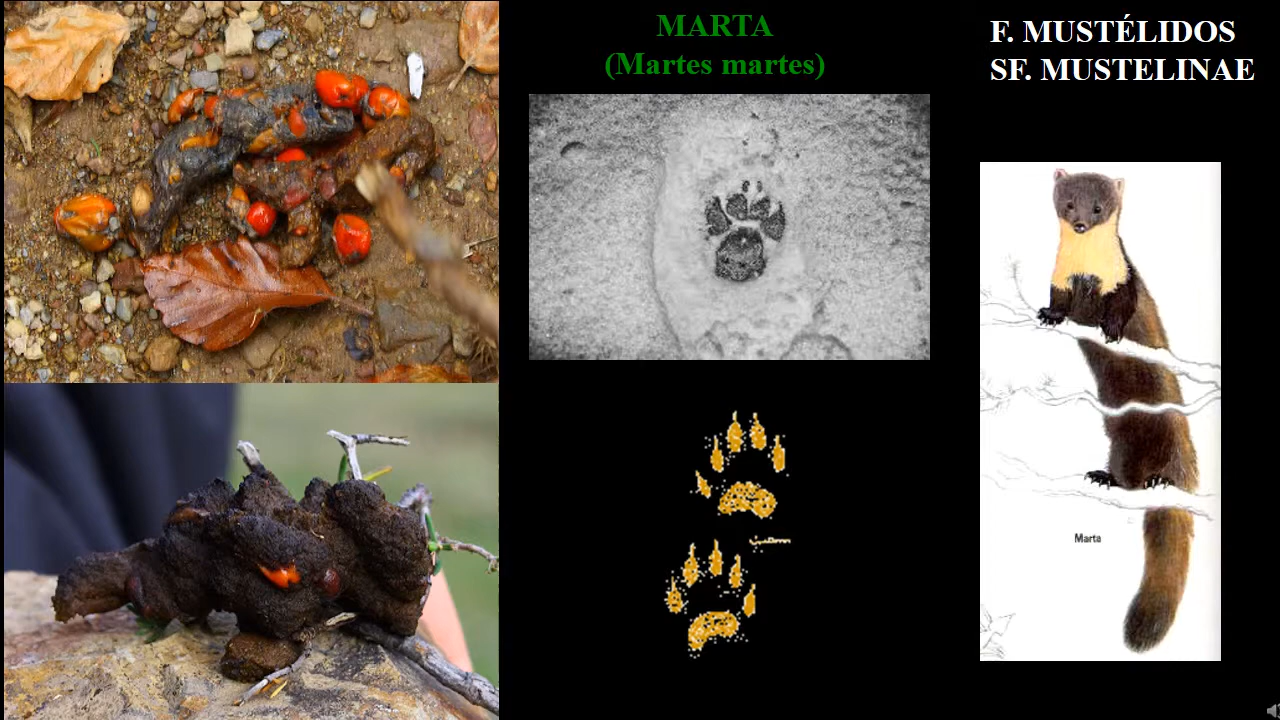 MARTA
(Martes martes)
F. MUSTÉLIDOS
SF. MUSTELINAE
Marta